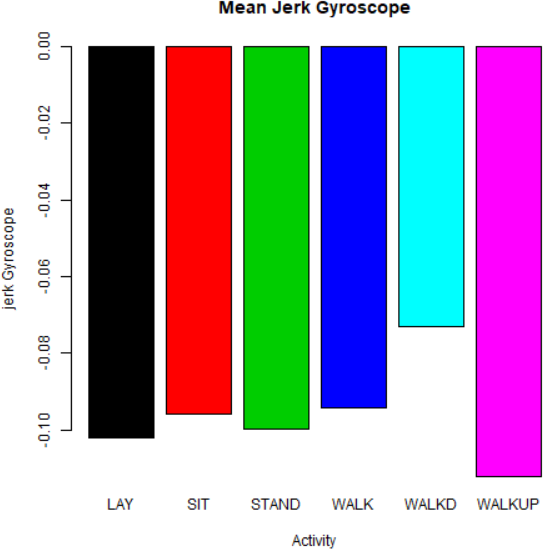 Mean Jerk Gyroscope
jerk Gyroscope
0.00
-0.02
-0.04
-0.06
-0.08
-0.10
LAY SIT STAND WALK WALKD WALKUP
Activity